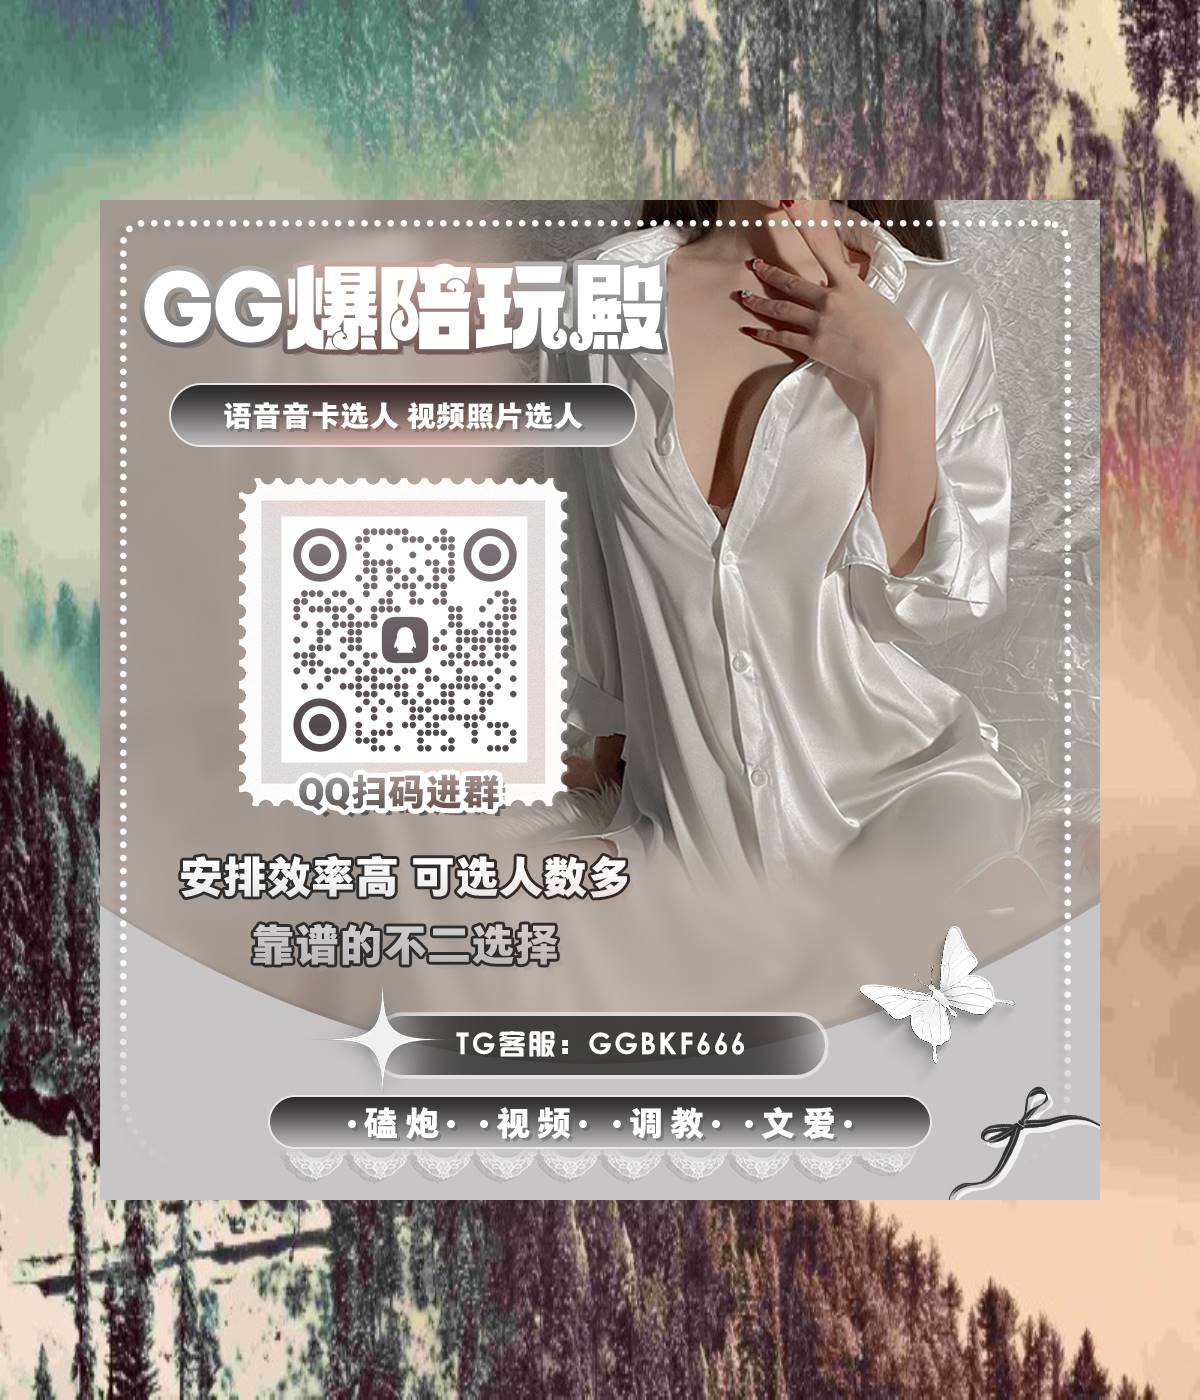 GG爆陪玩殿
语音音卡选人 视频照片选人
QQ扫码进群
安排效率高 可选人数多
靠谱的不二选择
TG客服：GGBKF666
·磕炮· ·视频· ·调教· ·文爱·